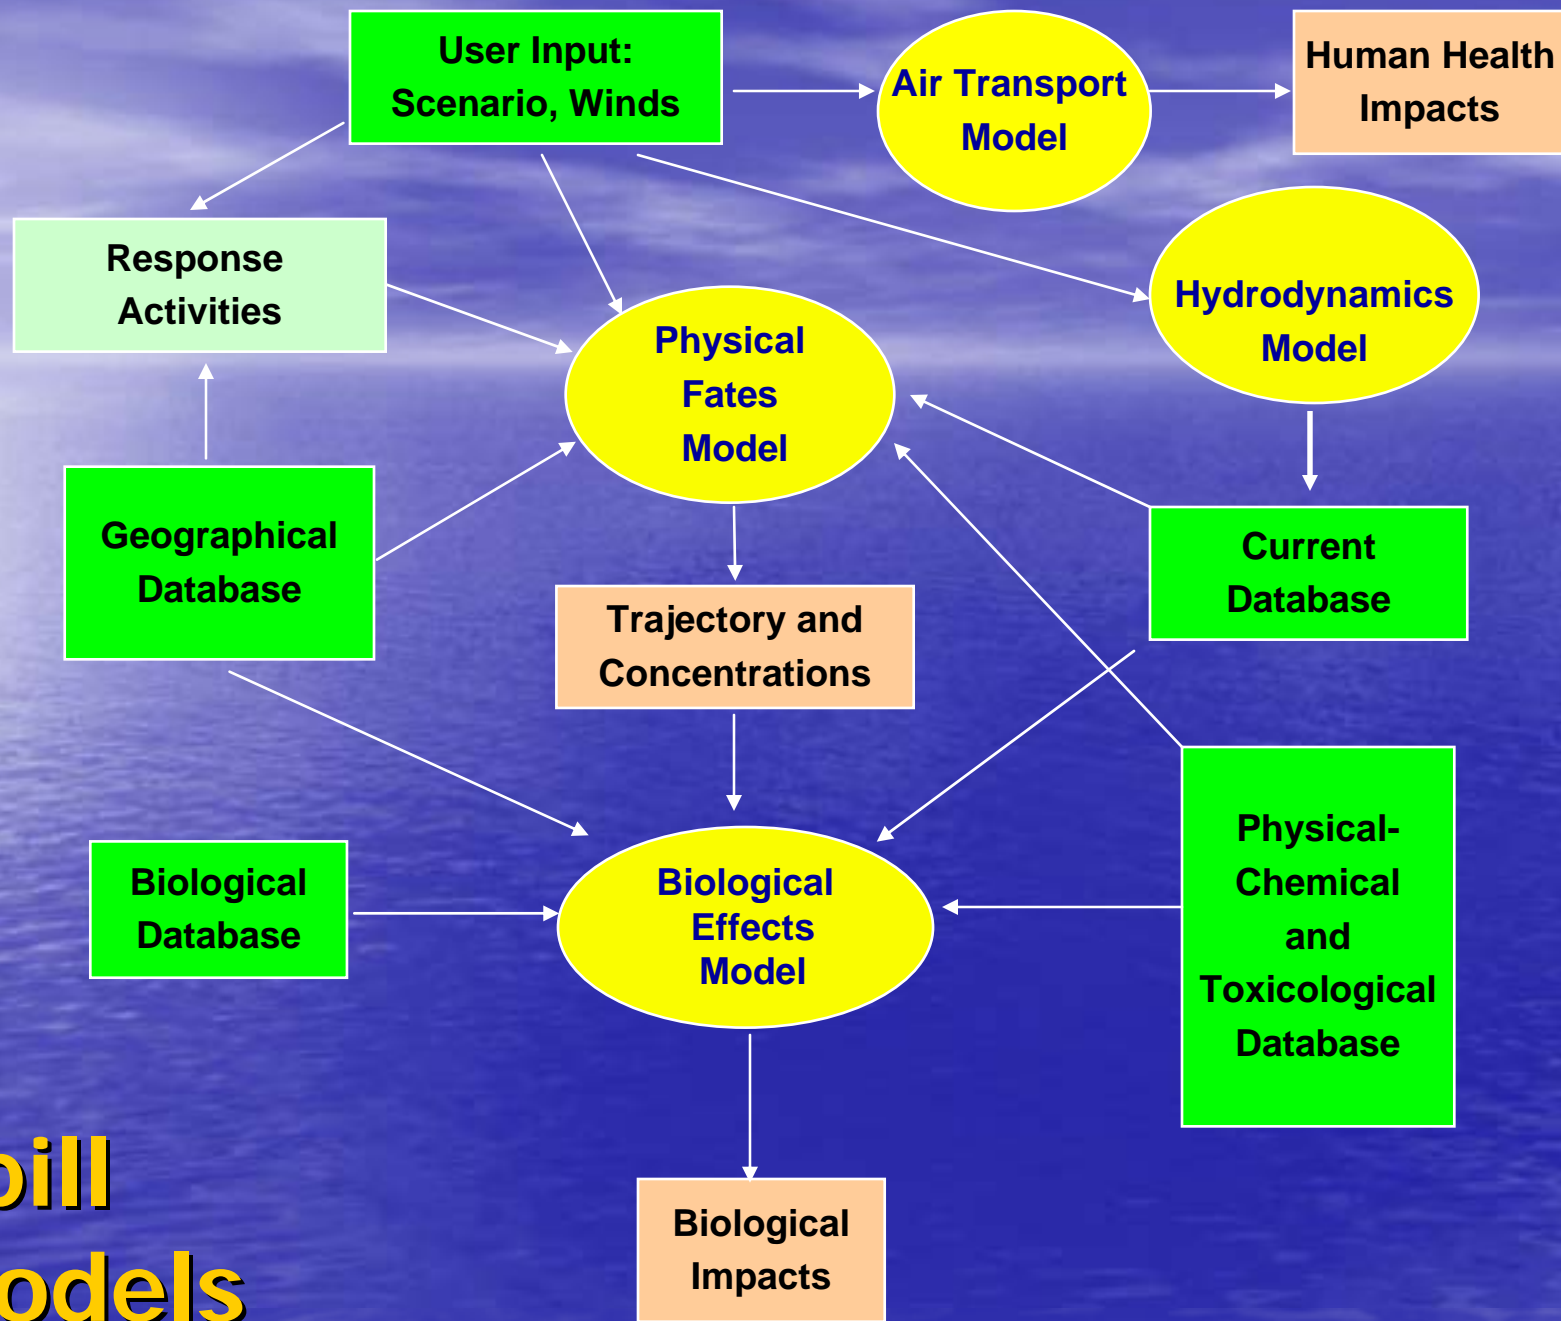 User Input:
Scenario, Winds
Air Transport
Model
Human Health
Impacts
Response
Activities
Physical
Fates
Model
Hydrodynamics
Model
Geographical
Database
Trajectory and
Concentrations
Current
Database
Biological
Database
Biological
Effects
Model
Physical-
Chemical
and
Toxicological
Database
Biological
Impacts
pill
odels